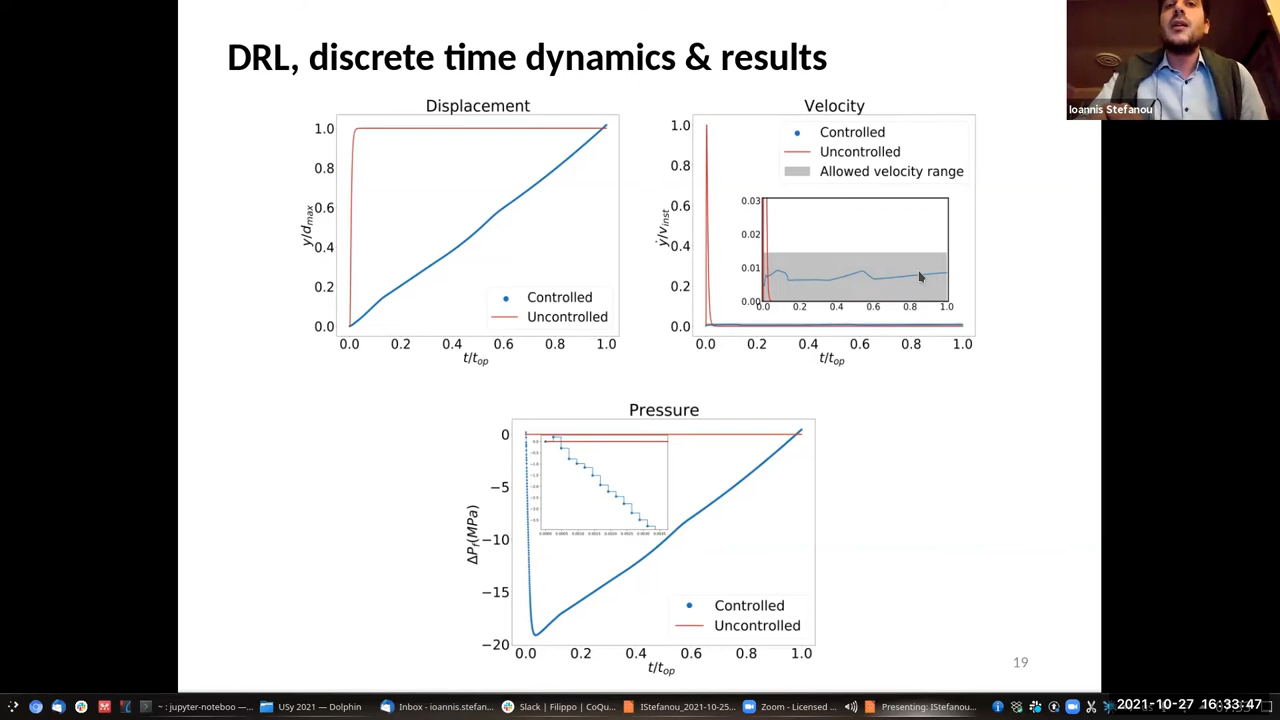 DRL, discrete time dynamics & results
Ioannis Stefanou
Displacement
y/d_max
1.0
0.8
0.6
0.4
0.2
0.0
Controlled
Uncontrolled
0.0 0.2 0.4 0.6 0.8 1.0
t/t_op
Velocity
ẏ/v_inst
1.0
0.8
0.6
0.4
0.2
0.0
Controlled
Uncontrolled
Allowed velocity range
0.03
0.02
0.01
0.00
0.0 0.2 0.4 0.6 0.8 1.0
0.0 0.2 0.4 0.6 0.8 1.0
t/t_op
Pressure
ΔP_f(MPa)
0
−5
−10
−15
−20
Controlled
Uncontrolled
0.0 0.2 0.4 0.6 0.8 1.0
t/t_op
19
~ : jupyter-noteboo — ...
USy 2021 — Dolphin
Inbox - ioannis.stefan...
Slack | Filippo | CoQu...
IStefanou_2021-10-25...
Zoom - Licensed ...
Presenting: IStefanou...
2021-10-27 16:33:47